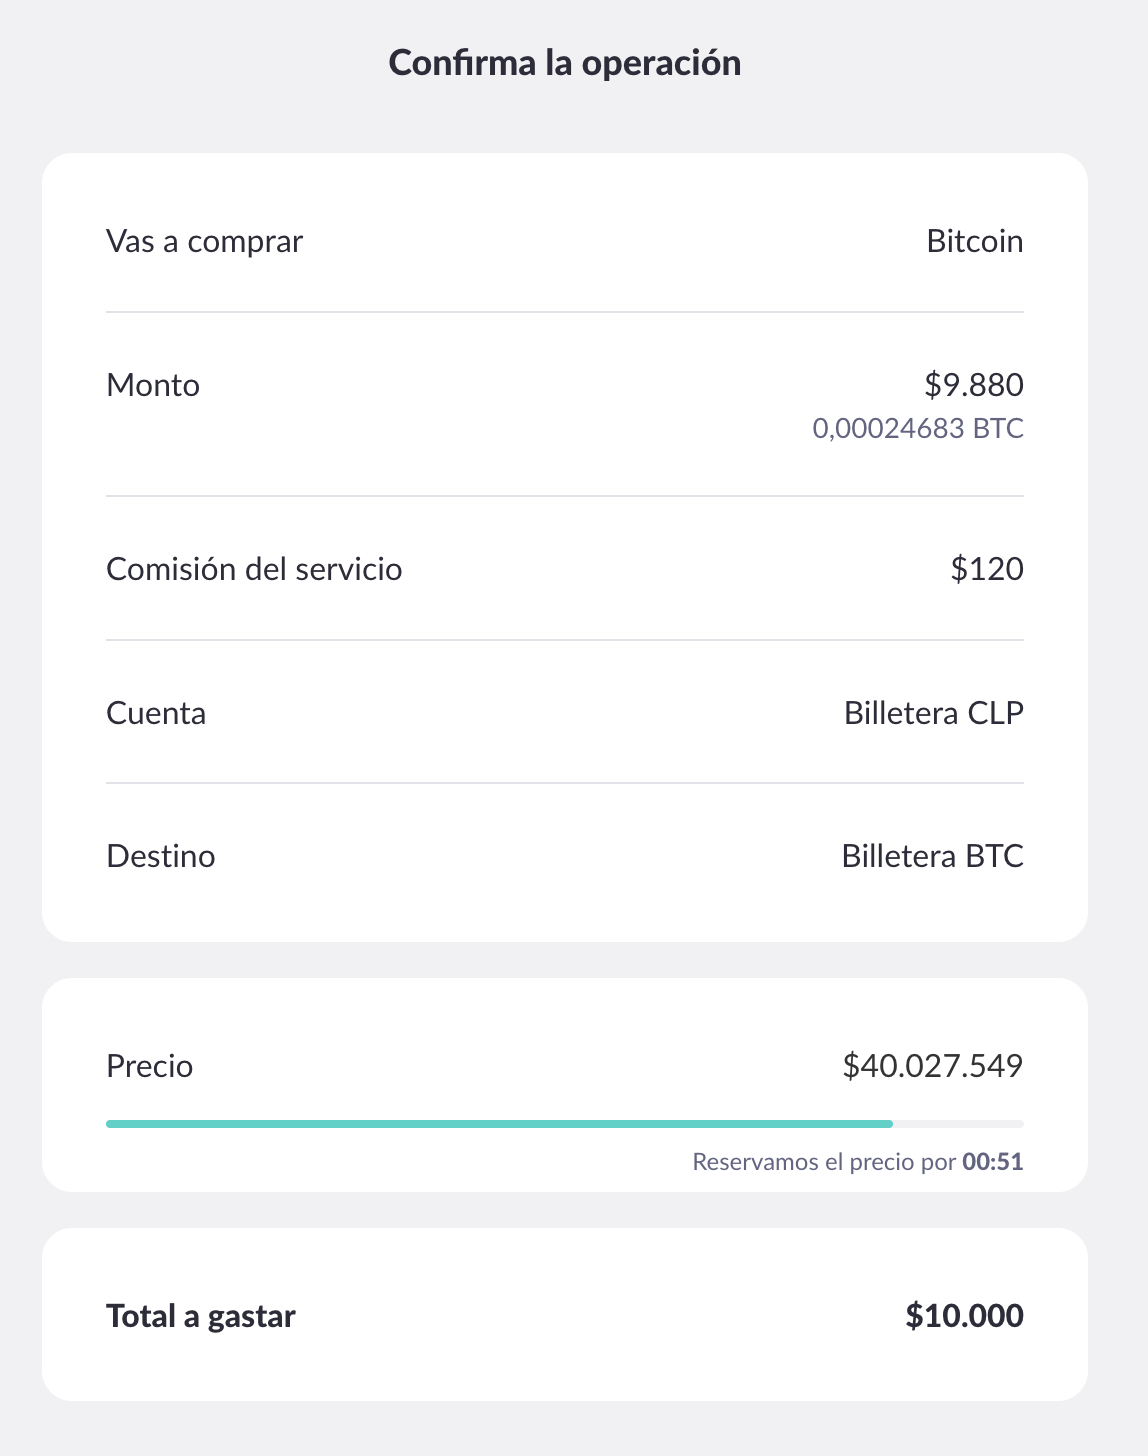 Confirma la operación
Vas a comprar Bitcoin
Monto $9.880
0,00024683 BTC
Comisión del servicio $120
Cuenta Billetera CLP
Destino Billetera BTC
Precio $40.027.549
Reservamos el precio por 00:51
Total a gastar $10.000